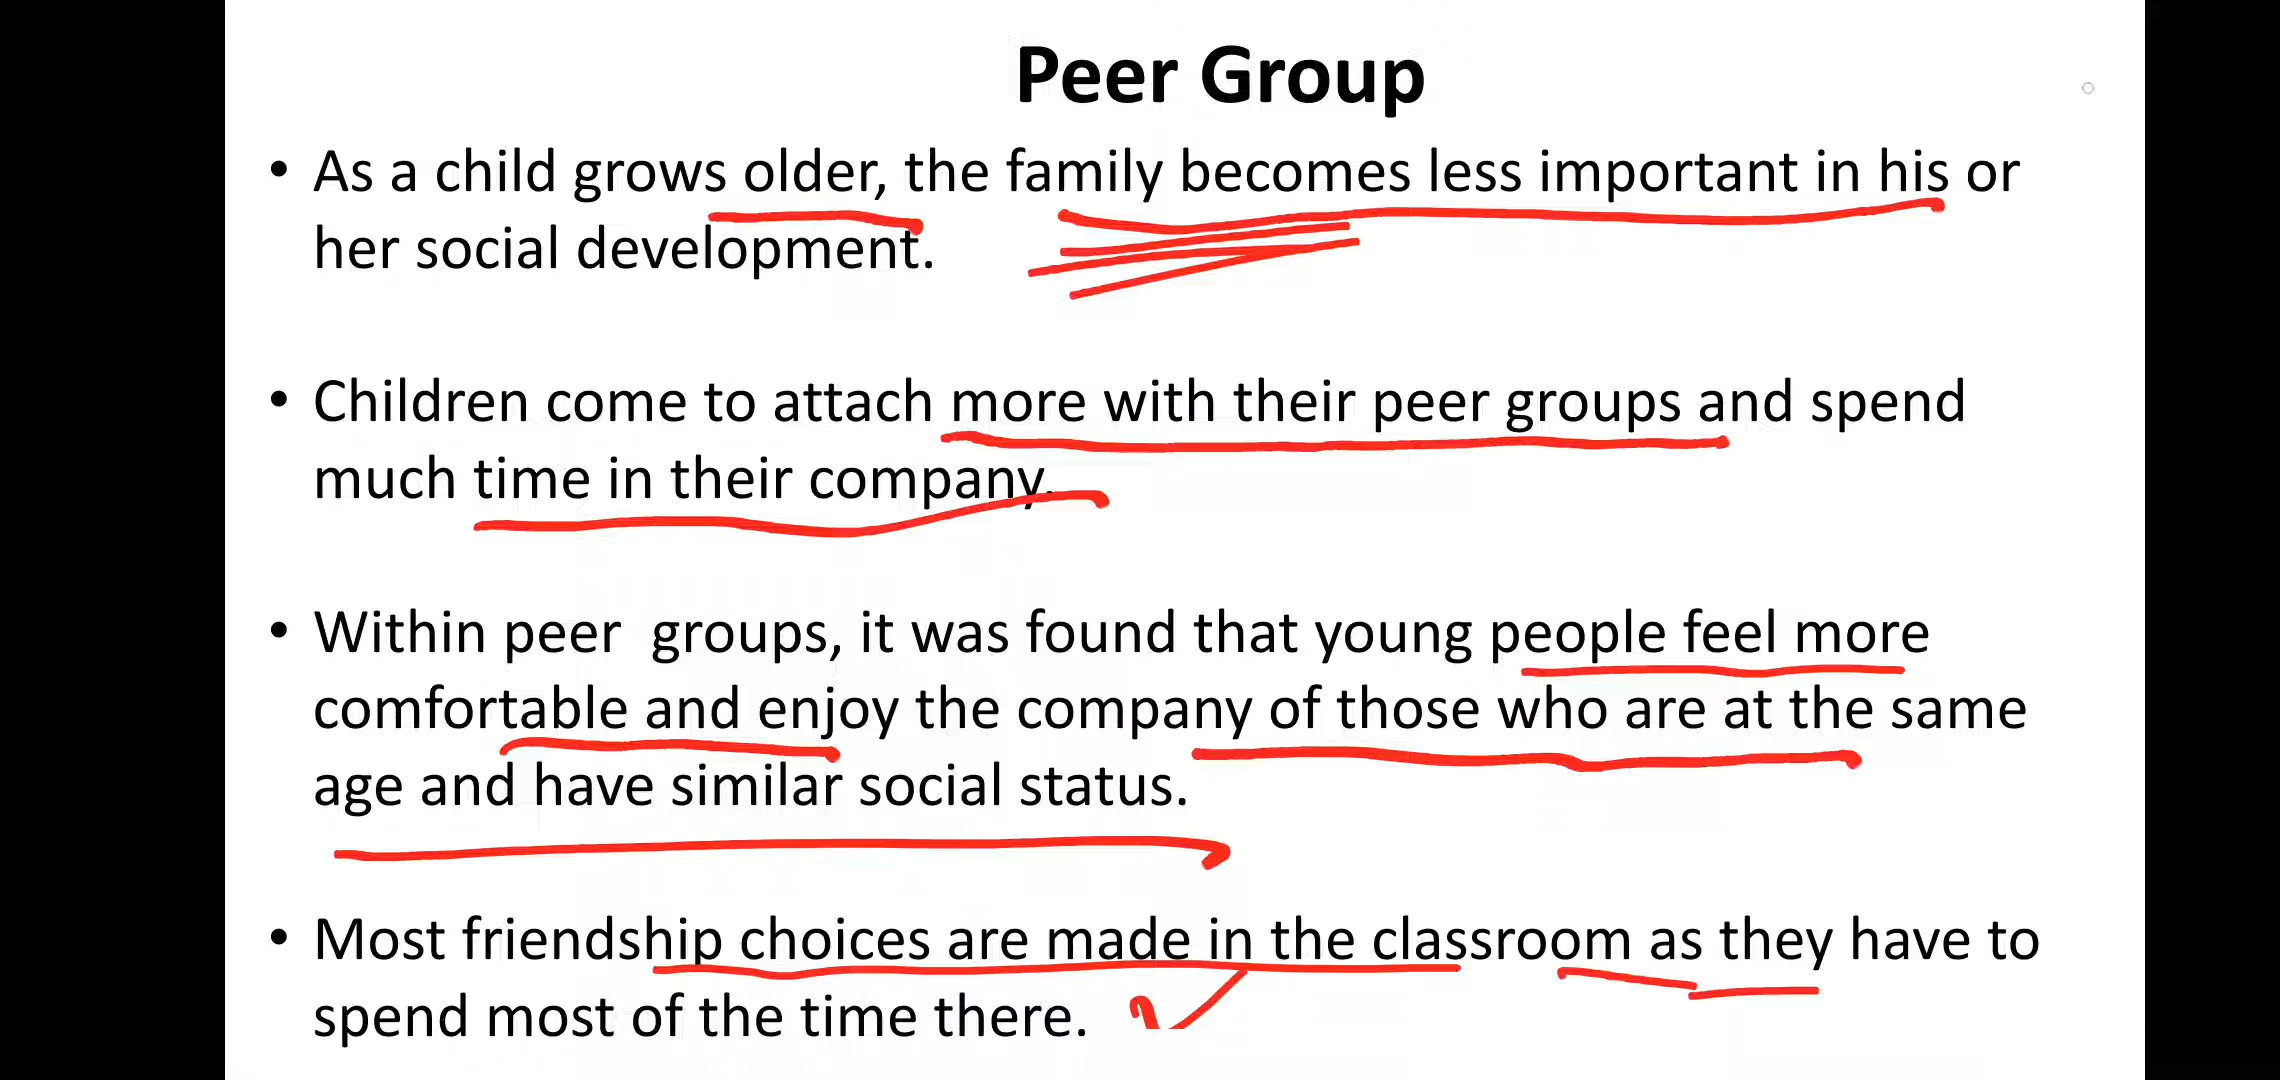 Peer Group
• As a child grows older, the family becomes less important in his or
her social development.
• Children come to attach more with their peer groups and spend
much time in their company.
• Within peer groups, it was found that young people feel more
comfortable and enjoy the company of those who are at the same
age and have similar social status.
• Most friendship choices are made in the classroom as they have to
spend most of the time there.